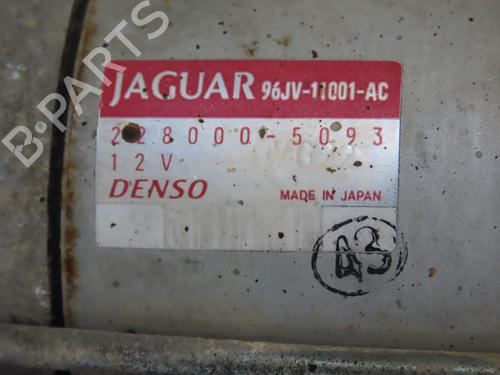 JAGUAR 96JV-11001-AC
228000-5093
12V
DENSO MADE IN JAPAN
B-PARTS